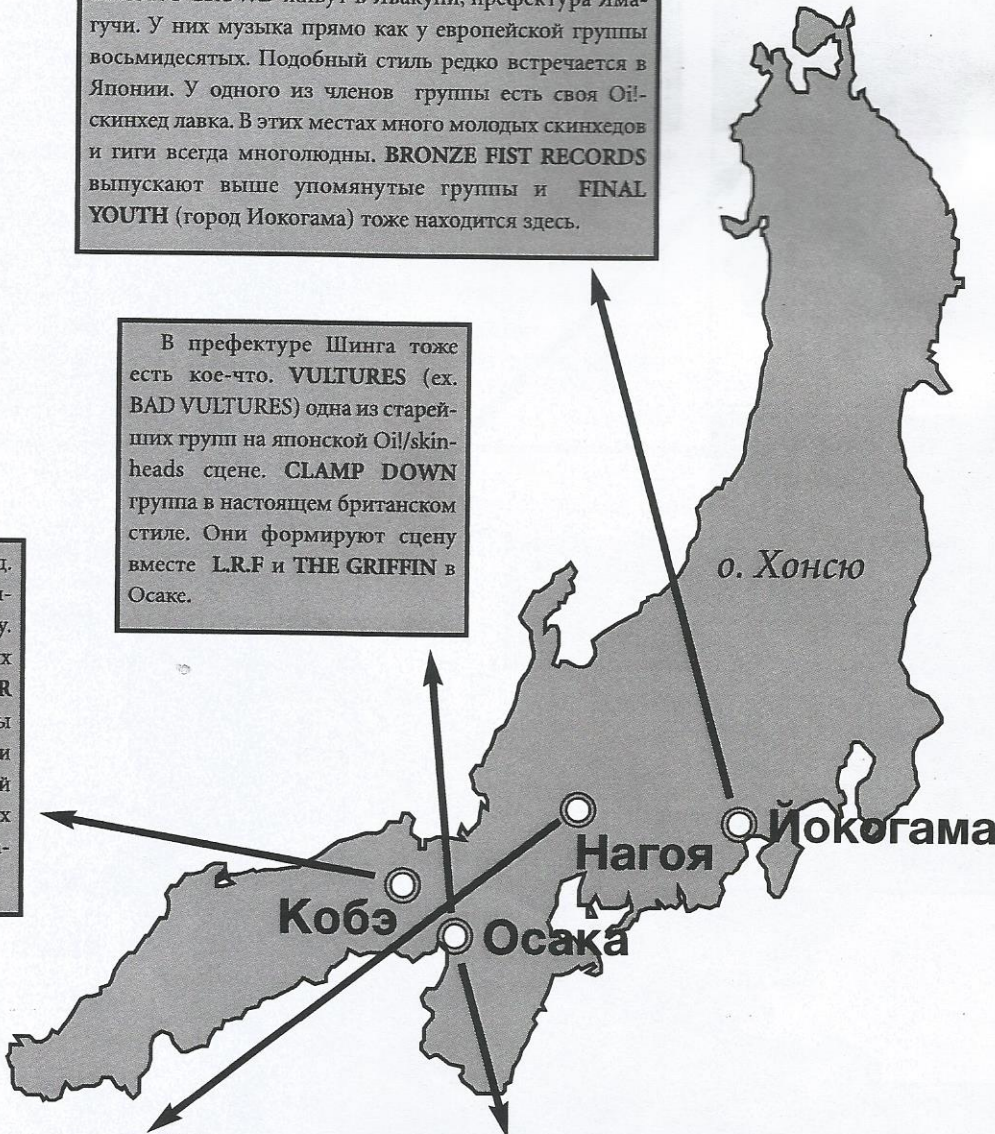 живут в Ивакуни, префектура Яма-
гучи. У них музыка прямо как у европейской группы
восьмидесятых. Подобный стиль редко встречается в
Японии. У одного из членов группы есть своя Oi!-
скинхед лавка. В этих местах много молодых скинхедов
и гиги всегда многолюдны. BRONZE FIST RECORDS
выпускают выше упомянутые группы и FINAL
YOUTH (город Иокогама) тоже находится здесь.
В префектуре Шинга тоже
есть кое-что. VULTURES (ex.
BAD VULTURES) одна из старей-
ших групп на японской Oi!/skin-
heads сцене. CLAMP DOWN
группа в настоящем британском
стиле. Они формируют сцену
вместе L.R.F и THE GRIFFIN в
Осаке.
д.
и-
у.
х
R
ы
и
й
х
а-
о. Хонсю
Йокогама
Нагоя
Кобэ
Осака